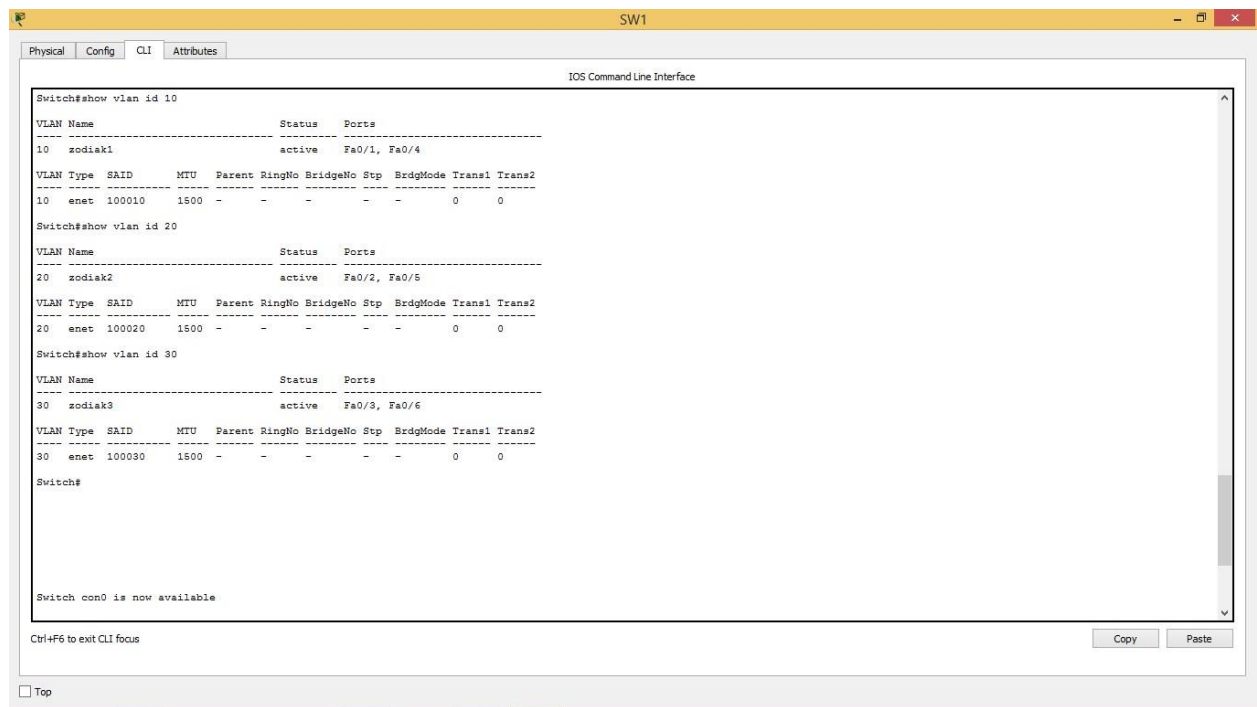 SW1
Physical Config CLI Attributes
IOS Command Line Interface
Switch#show vlan id 10
VLAN Name Status Ports
---- -------------------------------- --------- -------------------------------
10 zodiak1 active Fa0/1, Fa0/4
VLAN Type SAID MTU Parent RingNo BridgeNo Stp BrdgMode Trans1 Trans2
---- ----- ---------- ----- ------ ------ -------- ---- -------- ------ ------
10 enet 100010 1500 - - - - - 0 0
Switch#show vlan id 20
VLAN Name Status Ports
---- -------------------------------- --------- -------------------------------
20 zodiak2 active Fa0/2, Fa0/5
VLAN Type SAID MTU Parent RingNo BridgeNo Stp BrdgMode Trans1 Trans2
---- ----- ---------- ----- ------ ------ -------- ---- -------- ------ ------
20 enet 100020 1500 - - - - - 0 0
Switch#show vlan id 30
VLAN Name Status Ports
---- -------------------------------- --------- -------------------------------
30 zodiak3 active Fa0/3, Fa0/6
VLAN Type SAID MTU Parent RingNo BridgeNo Stp BrdgMode Trans1 Trans2
---- ----- ---------- ----- ------ ------ -------- ---- -------- ------ ------
30 enet 100030 1500 - - - - - 0 0
Switch#
Switch con0 is now available
Ctrl+F6 to exit CLI focus Copy Paste
Top